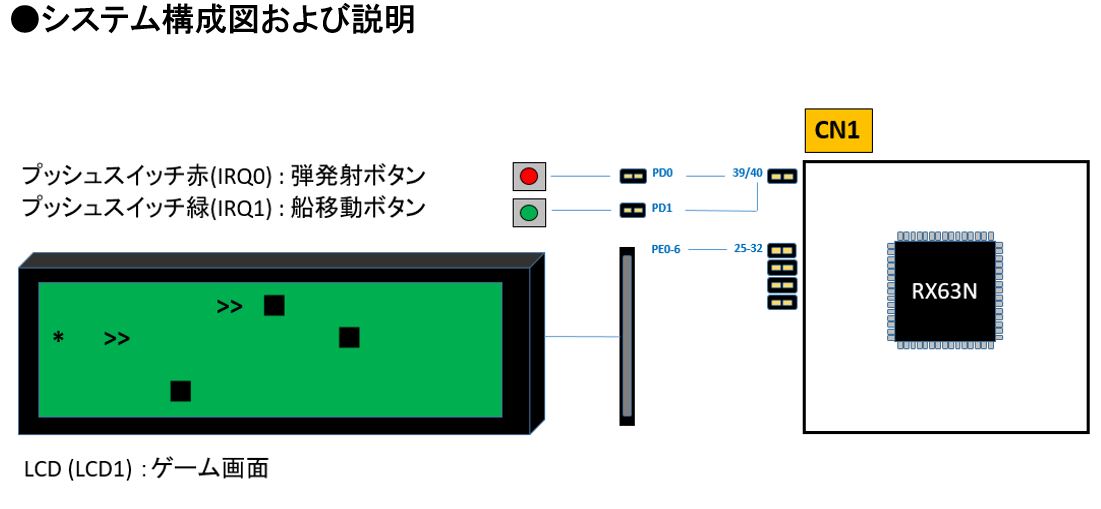 ●システム構成図および説明
CN1
プッシュスイッチ赤(IRQ0) : 弾発射ボタン
PD0
39/40
プッシュスイッチ緑(IRQ1) : 船移動ボタン
PD1
PE0-6
25-32
RX63N
>>
* >>
LCD (LCD1) : ゲーム画面